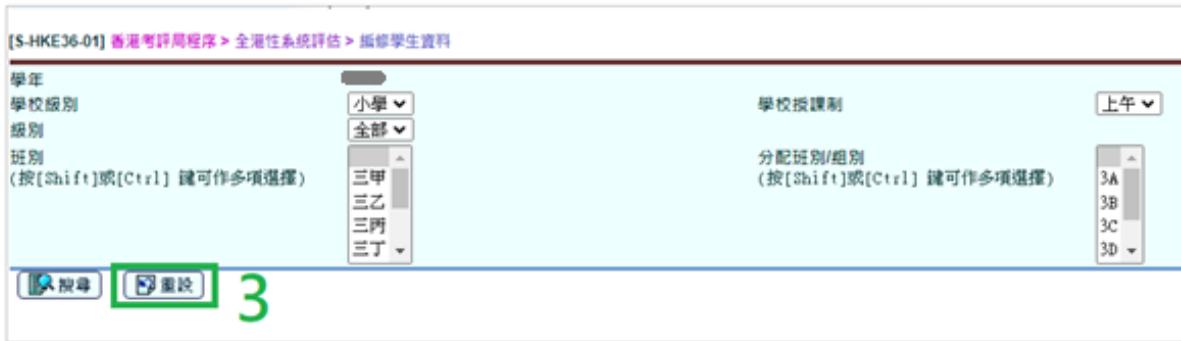 [S-HKE36-01] 香港考評局程序 > 全港性系統評估 > 編修學生資料
學年
學校級別 小學 學校授課制 上午
級別 全部
班別 分配班別/組別
(按[Shift]或[Ctrl] 鍵可作多項選擇) (按[Shift]或[Ctrl] 鍵可作多項選擇)
三甲 3A
三乙 3B
三丙 3C
三丁 3D
搜尋 重設 3